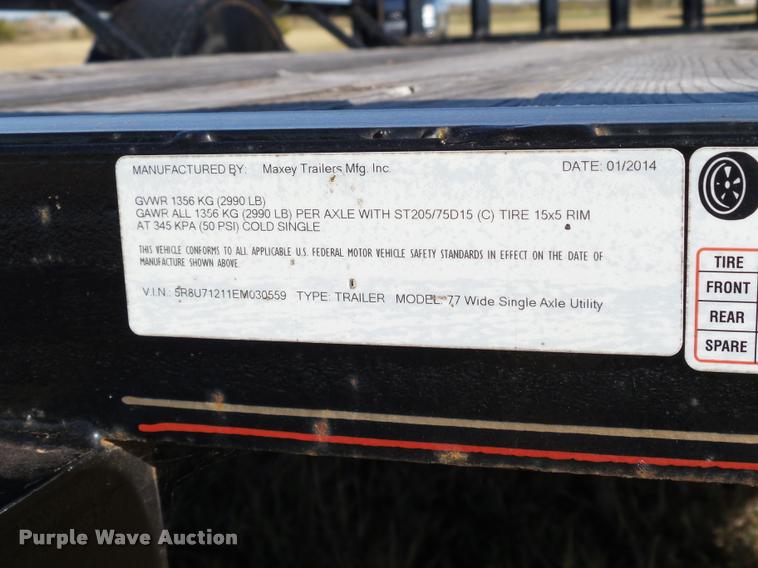 MANUFACTURED BY: Maxey Trailers Mfg. Inc. DATE: 01/2014
GVWR 1356 KG (2990 LB)
GAWR ALL 1356 KG (2990 LB) PER AXLE WITH ST205/75D15 (C) TIRE 15x5 RIM
AT 345 KPA (50 PSI) COLD SINGLE
THIS VEHICLE CONFORMS TO ALL APPLICABLE U.S. FEDERAL MOTOR VEHICLE SAFETY STANDARDS IN EFFECT ON THE DATE OF
MANUFACTURE SHOWN ABOVE
V.I.N.: 5R8U71211EM030559 TYPE: TRAILER MODEL: 77 Wide Single Axle Utility
TIRE
FRONT
REAR
SPARE
Purple Wave Auction